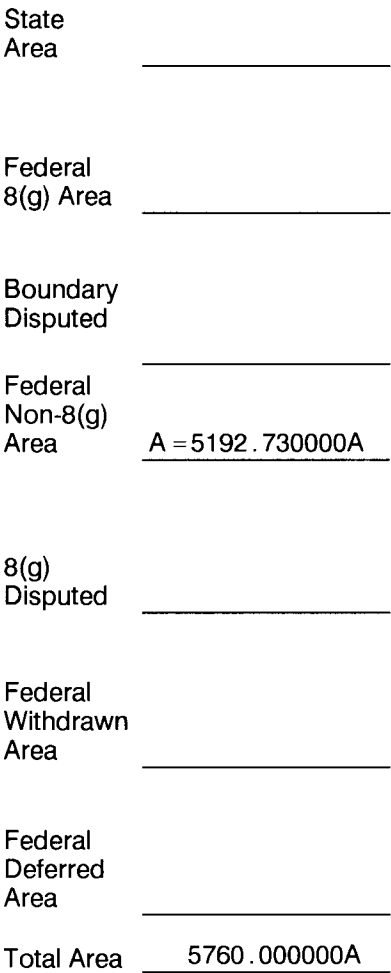 State
Area
Federal
8(g) Area
Boundary
Disputed
Federal
Non-8(g)
Area A = 5192.730000A
8(g)
Disputed
Federal
Withdrawn
Area
Federal
Deferred
Area
Total Area 5760.000000A